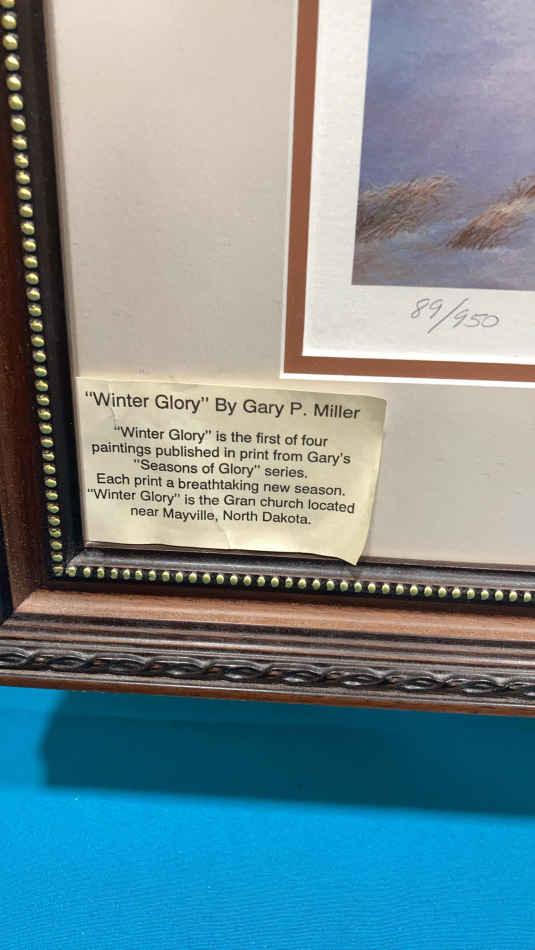 89/950
"Winter Glory" By Gary P. Miller
"Winter Glory" is the first of four
paintings published in print from Gary's
"Seasons of Glory" series.
Each print a breathtaking new season.
"Winter Glory" is the Gran church located
near Mayville, North Dakota.